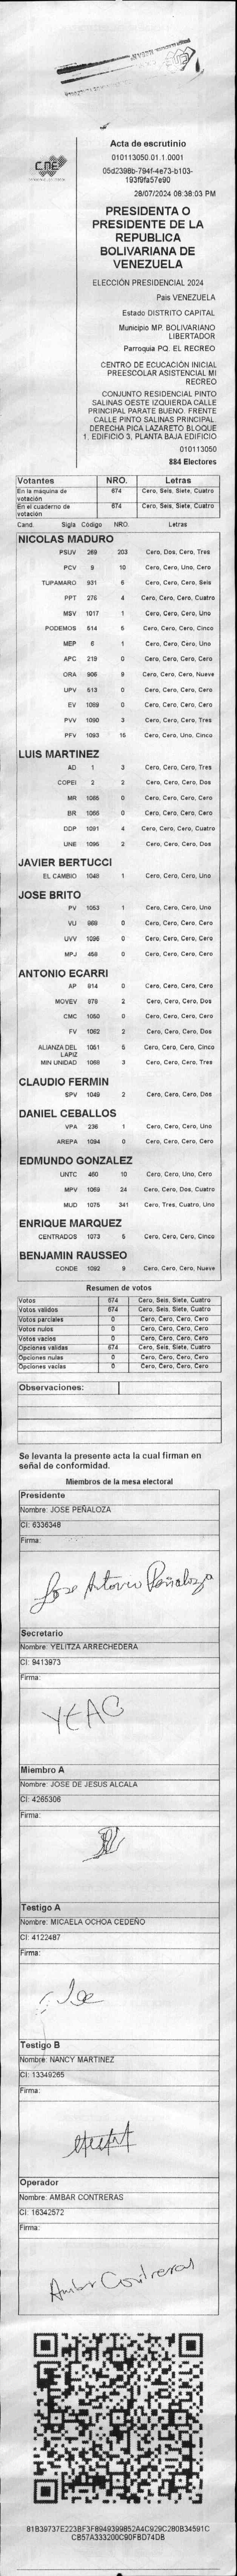 CNE
Acta de escrutinio
010113050.01.1.0001
05d2398b-794f-4e73-b103-
193f9fa57e90
28/07/2024 08:38:03 PM
PRESIDENTA O
PRESIDENTE DE LA
REPUBLICA
BOLIVARIANA DE
VENEZUELA
ELECCIÓN PRESIDENCIAL 2024
Pais VENEZUELA
Estado DISTRITO CAPITAL
Municipio MP. BOLIVARIANO
LIBERTADOR
Parroquia PQ. EL RECREO
CENTRO DE ECUCACIÓN INICIAL
PREESCOLAR ASISTENCIAL MI
RECREO
CONJUNTO RESIDENCIAL PINTO
SALINAS OESTE IZQUIERDA CALLE
PRINCIPAL PARATE BUENO. FRENTE
CALLE PINTO SALINAS PRINCIPAL.
DERECHA PICA LAZARETO BLOQUE
1. EDIFICIO 3, PLANTA BAJA EDIFICIO
010113050
884 Electores
Votantes NRO. Letras
En la máquina de votación 674 Cero, Seis, Siete, Cuatro
En el cuaderno de votación 674 Cero, Seis, Siete, Cuatro
Cand. Sigla Código NRO. Letras
NICOLAS MADURO
PSUV 269 203 Cero, Dos, Cero, Tres
PCV 9 10 Cero, Cero, Uno, Cero
TUPAMARO 931 6 Cero, Cero, Cero, Seis
PPT 276 4 Cero, Cero, Cero, Cuatro
MSV 1017 1 Cero, Cero, Cero, Uno
PODEMOS 514 5 Cero, Cero, Cero, Cinco
MEP 6 1 Cero, Cero, Cero, Uno
APC 219 0 Cero, Cero, Cero, Cero
ORA 906 9 Cero, Cero, Cero, Nueve
UPV 513 0 Cero, Cero, Cero, Cero
EV 1089 0 Cero, Cero, Cero, Cero
PVV 1090 3 Cero, Cero, Cero, Tres
PFV 1093 15 Cero, Cero, Uno, Cinco
LUIS MARTINEZ
AD 1 3 Cero, Cero, Cero, Tres
COPEI 2 2 Cero, Cero, Cero, Dos
MR 1065 0 Cero, Cero, Cero, Cero
BR 1066 0 Cero, Cero, Cero, Cero
DDP 1091 4 Cero, Cero, Cero, Cuatro
UNE 1095 2 Cero, Cero, Cero, Dos
JAVIER BERTUCCI
EL CAMBIO 1048 1 Cero, Cero, Cero, Uno
JOSE BRITO
PV 1053 1 Cero, Cero, Cero, Uno
VU 969 0 Cero, Cero, Cero, Cero
UVV 1096 0 Cero, Cero, Cero, Cero
MPJ 458 0 Cero, Cero, Cero, Cero
ANTONIO ECARRI
AP 914 0 Cero, Cero, Cero, Cero
MOVEV 979 2 Cero, Cero, Cero, Dos
CMC 1050 0 Cero, Cero, Cero, Cero
FV 1062 2 Cero, Cero, Cero, Dos
ALIANZA DEL LAPIZ 1051 5 Cero, Cero, Cero, Cinco
MIN UNIDAD 1068 3 Cero, Cero, Cero, Tres
CLAUDIO FERMIN
SPV 1049 2 Cero, Cero, Cero, Dos
DANIEL CEBALLOS
VPA 236 1 Cero, Cero, Cero, Uno
AREPA 1094 0 Cero, Cero, Cero, Cero
EDMUNDO GONZALEZ
UNTC 460 10 Cero, Cero, Uno, Cero
MPV 1069 24 Cero, Cero, Dos, Cuatro
MUD 1075 341 Cero, Tres, Cuatro, Uno
ENRIQUE MARQUEZ
CENTRADOS 1073 5 Cero, Cero, Cero, Cinco
BENJAMIN RAUSSEO
CONDE 1092 9 Cero, Cero, Cero, Nueve
Resumen de votos
Votos 674 Cero, Seis, Siete, Cuatro
Votos validos 674 Cero, Seis, Siete, Cuatro
Votos parciales 0 Cero, Cero, Cero, Cero
Votos nulos 0 Cero, Cero, Cero, Cero
Votos vacíos 0 Cero, Cero, Cero, Cero
Opciones validas 674 Cero, Seis, Siete, Cuatro
Opciones nulas 0 Cero, Cero, Cero, Cero
Opciones vacías 0 Cero, Cero, Cero, Cero
Observaciones:
Se levanta la presente acta la cual firman en
señal de conformidad.
Miembros de la mesa electoral
Presidente
Nombre: JOSE PEÑALOZA
CI: 6336348
Firma:
Jose Antonio Peñaloza
Secretario
Nombre: YELITZA ARRECHEDERA
CI: 9413973
Firma:
YEAC
Miembro A
Nombre: JOSE DE JESUS ALCALA
CI: 4265306
Firma:
Testigo A
Nombre: MICAELA OCHOA CEDEÑO
CI: 4122487
Firma:
Testigo B
Nombre: NANCY MARTINEZ
CI: 13349265
Firma:
Operador
Nombre: AMBAR CONTRERAS
CI: 16342572
Firma:
Ambar Contreras
81B39737E223BF3F8949399852A4C929C280B34591C
CB57A333200C90FBD74DB